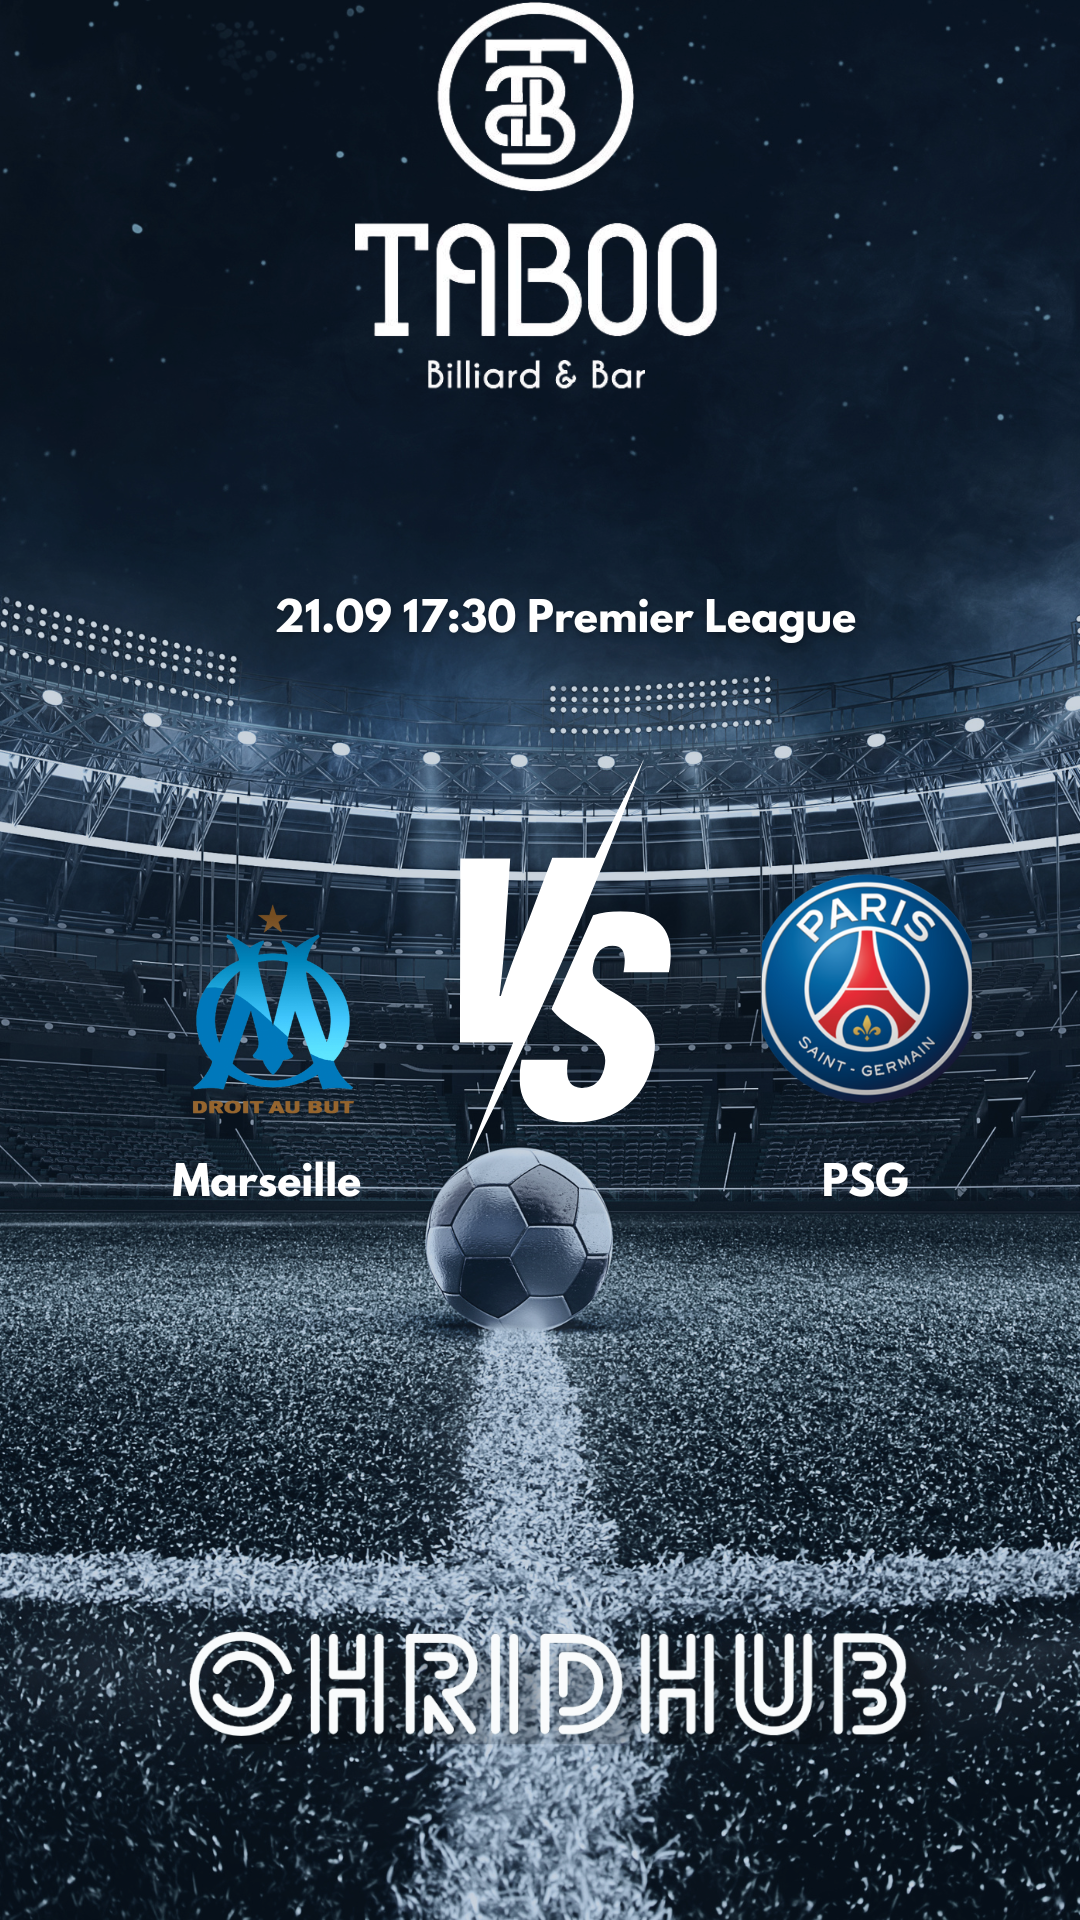 TB
TABOO
Billiard & Bar
21.09 17:30 Premier League
VS
PARIS
SAINT - GERMAIN
DROIT AU BUT
Marseille
PSG
OHRIDHUB